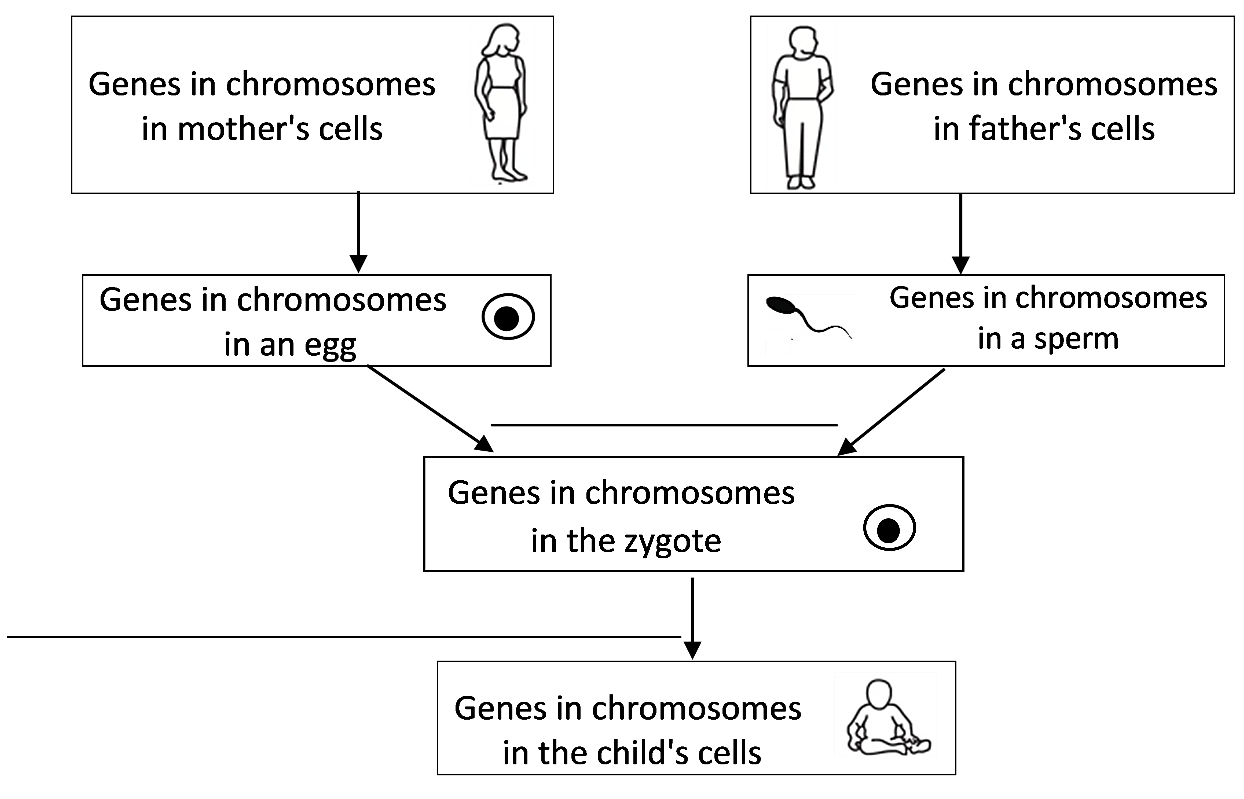 Genes in chromosomes
in mother's cells
Genes in chromosomes
in father's cells
Genes in chromosomes
in an egg
Genes in chromosomes
in a sperm
Genes in chromosomes
in the zygote
Genes in chromosomes
in the child's cells